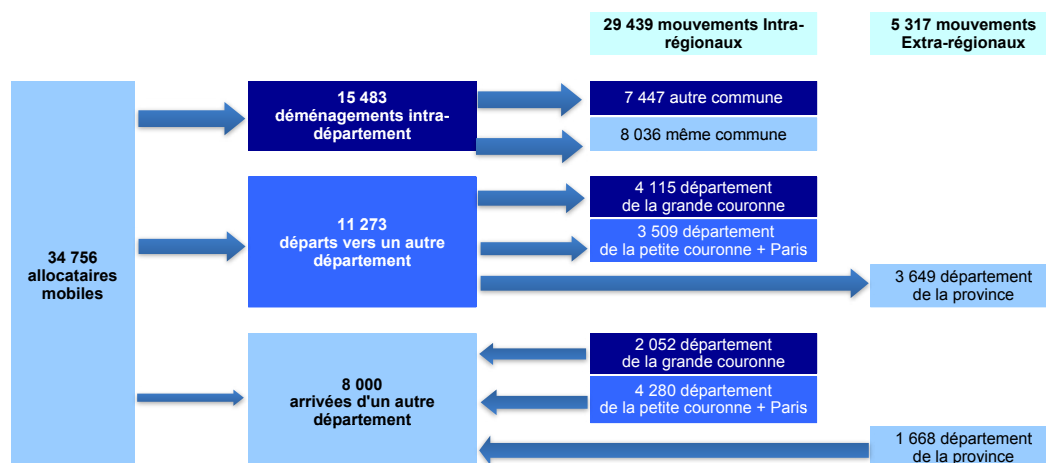 29 439 mouvements Intra-
régionaux
5 317 mouvements
Extra-régionaux
34 756
allocataires
mobiles
15 483
déménagements intra-
département
7 447 autre commune
8 036 même commune
11 273
départs vers un autre
département
4 115 département
de la grande couronne
3 509 département
de la petite couronne + Paris
3 649 département
de la province
8 000
arrivées d'un autre
département
2 052 département
de la grande couronne
4 280 département
de la petite couronne + Paris
1 668 département
de la province